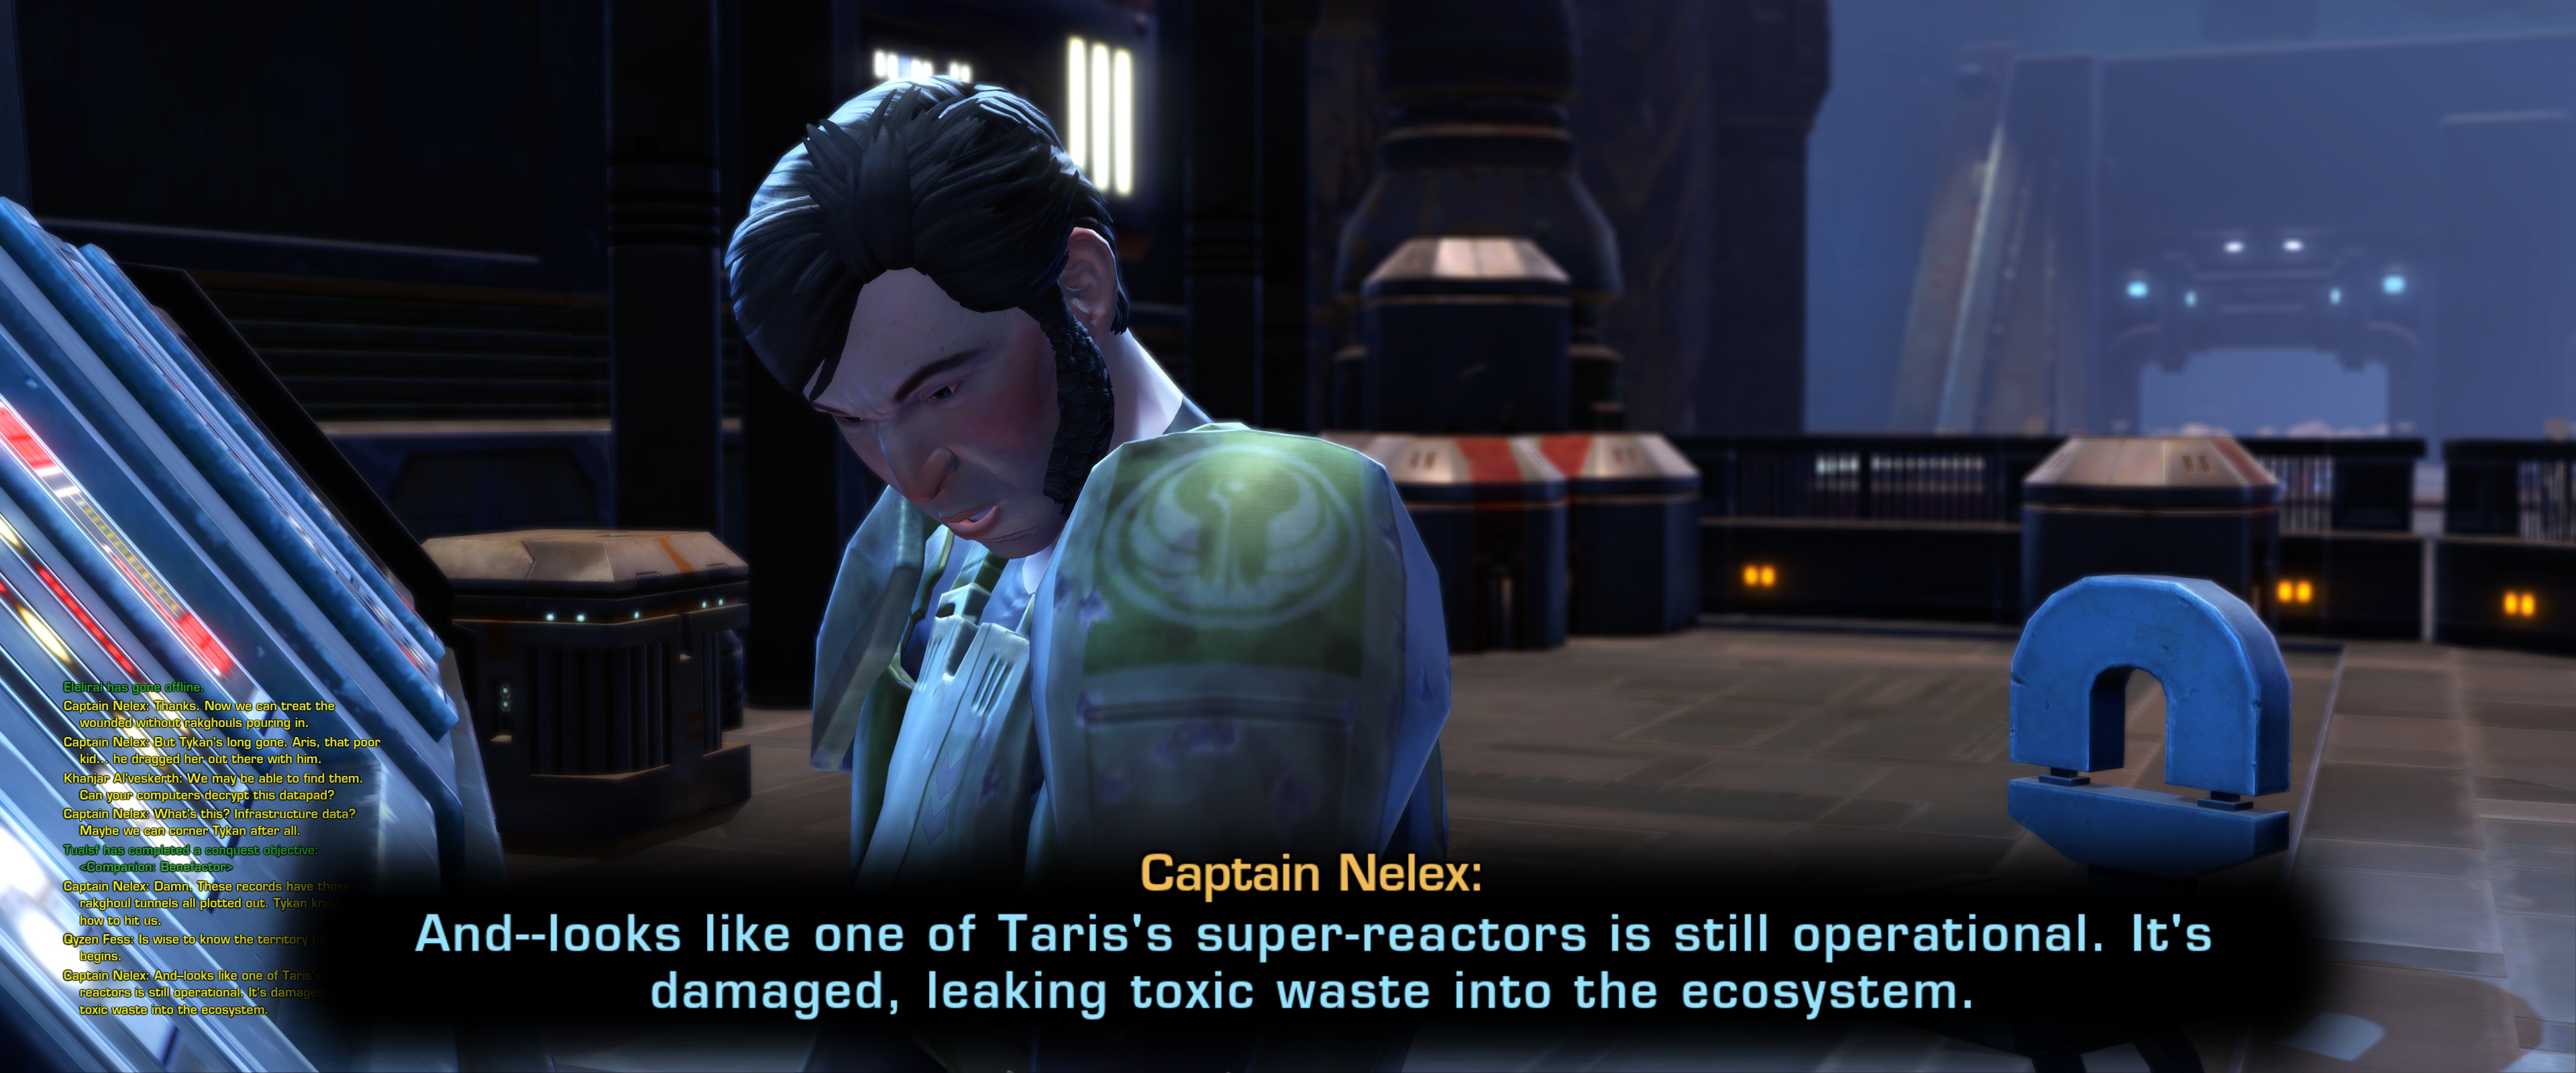 Eleliral has gone offline.
Captain Nelex: Thanks. Now we can treat the
wounded without rakghouls pouring in.
Captain Nelex: But Tykan's long gone. Aris, that poor
kid... he dragged her out there with him.
Khanjar Al'veskerth: We may be able to find them.
Can your computers decrypt this datapad?
Captain Nelex: What's this? Infrastructure data?
Maybe we can corner Tykan after all.
Tualsf has completed a conquest objective:
<Companion: Benefactor>
Captain Nelex: Damn. These records have those
rakghoul tunnels all plotted out. Tykan
how to hit us.
Qyzen Fess: Is wise to know the territory
begins.
Captain Nelex: And--looks like one of Taris's
reactors is still operational. It's damaged,
toxic waste into the ecosystem.
Captain Nelex:
And--looks like one of Taris's super-reactors is still operational. It's
damaged, leaking toxic waste into the ecosystem.